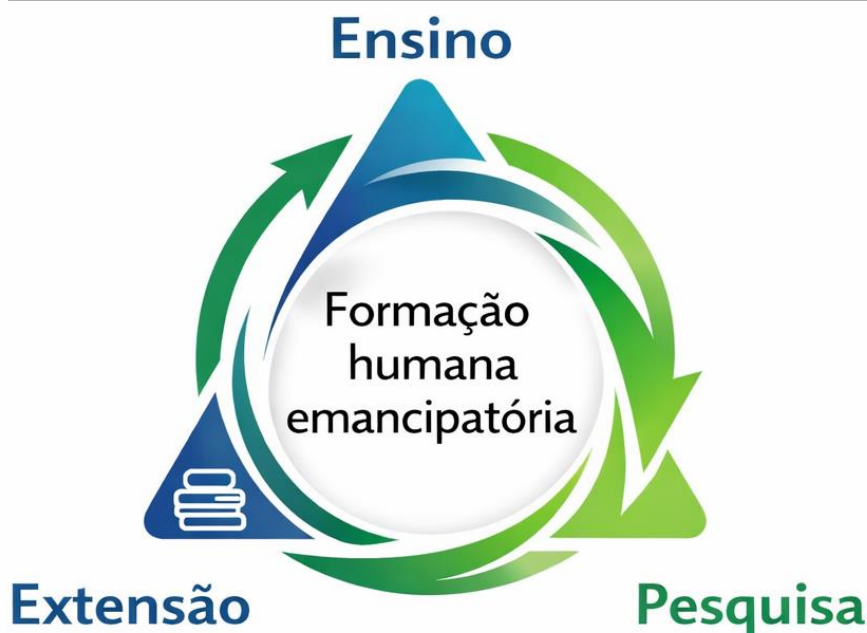 Ensino
Formação
humana
emancipatória
Extensão
Pesquisa